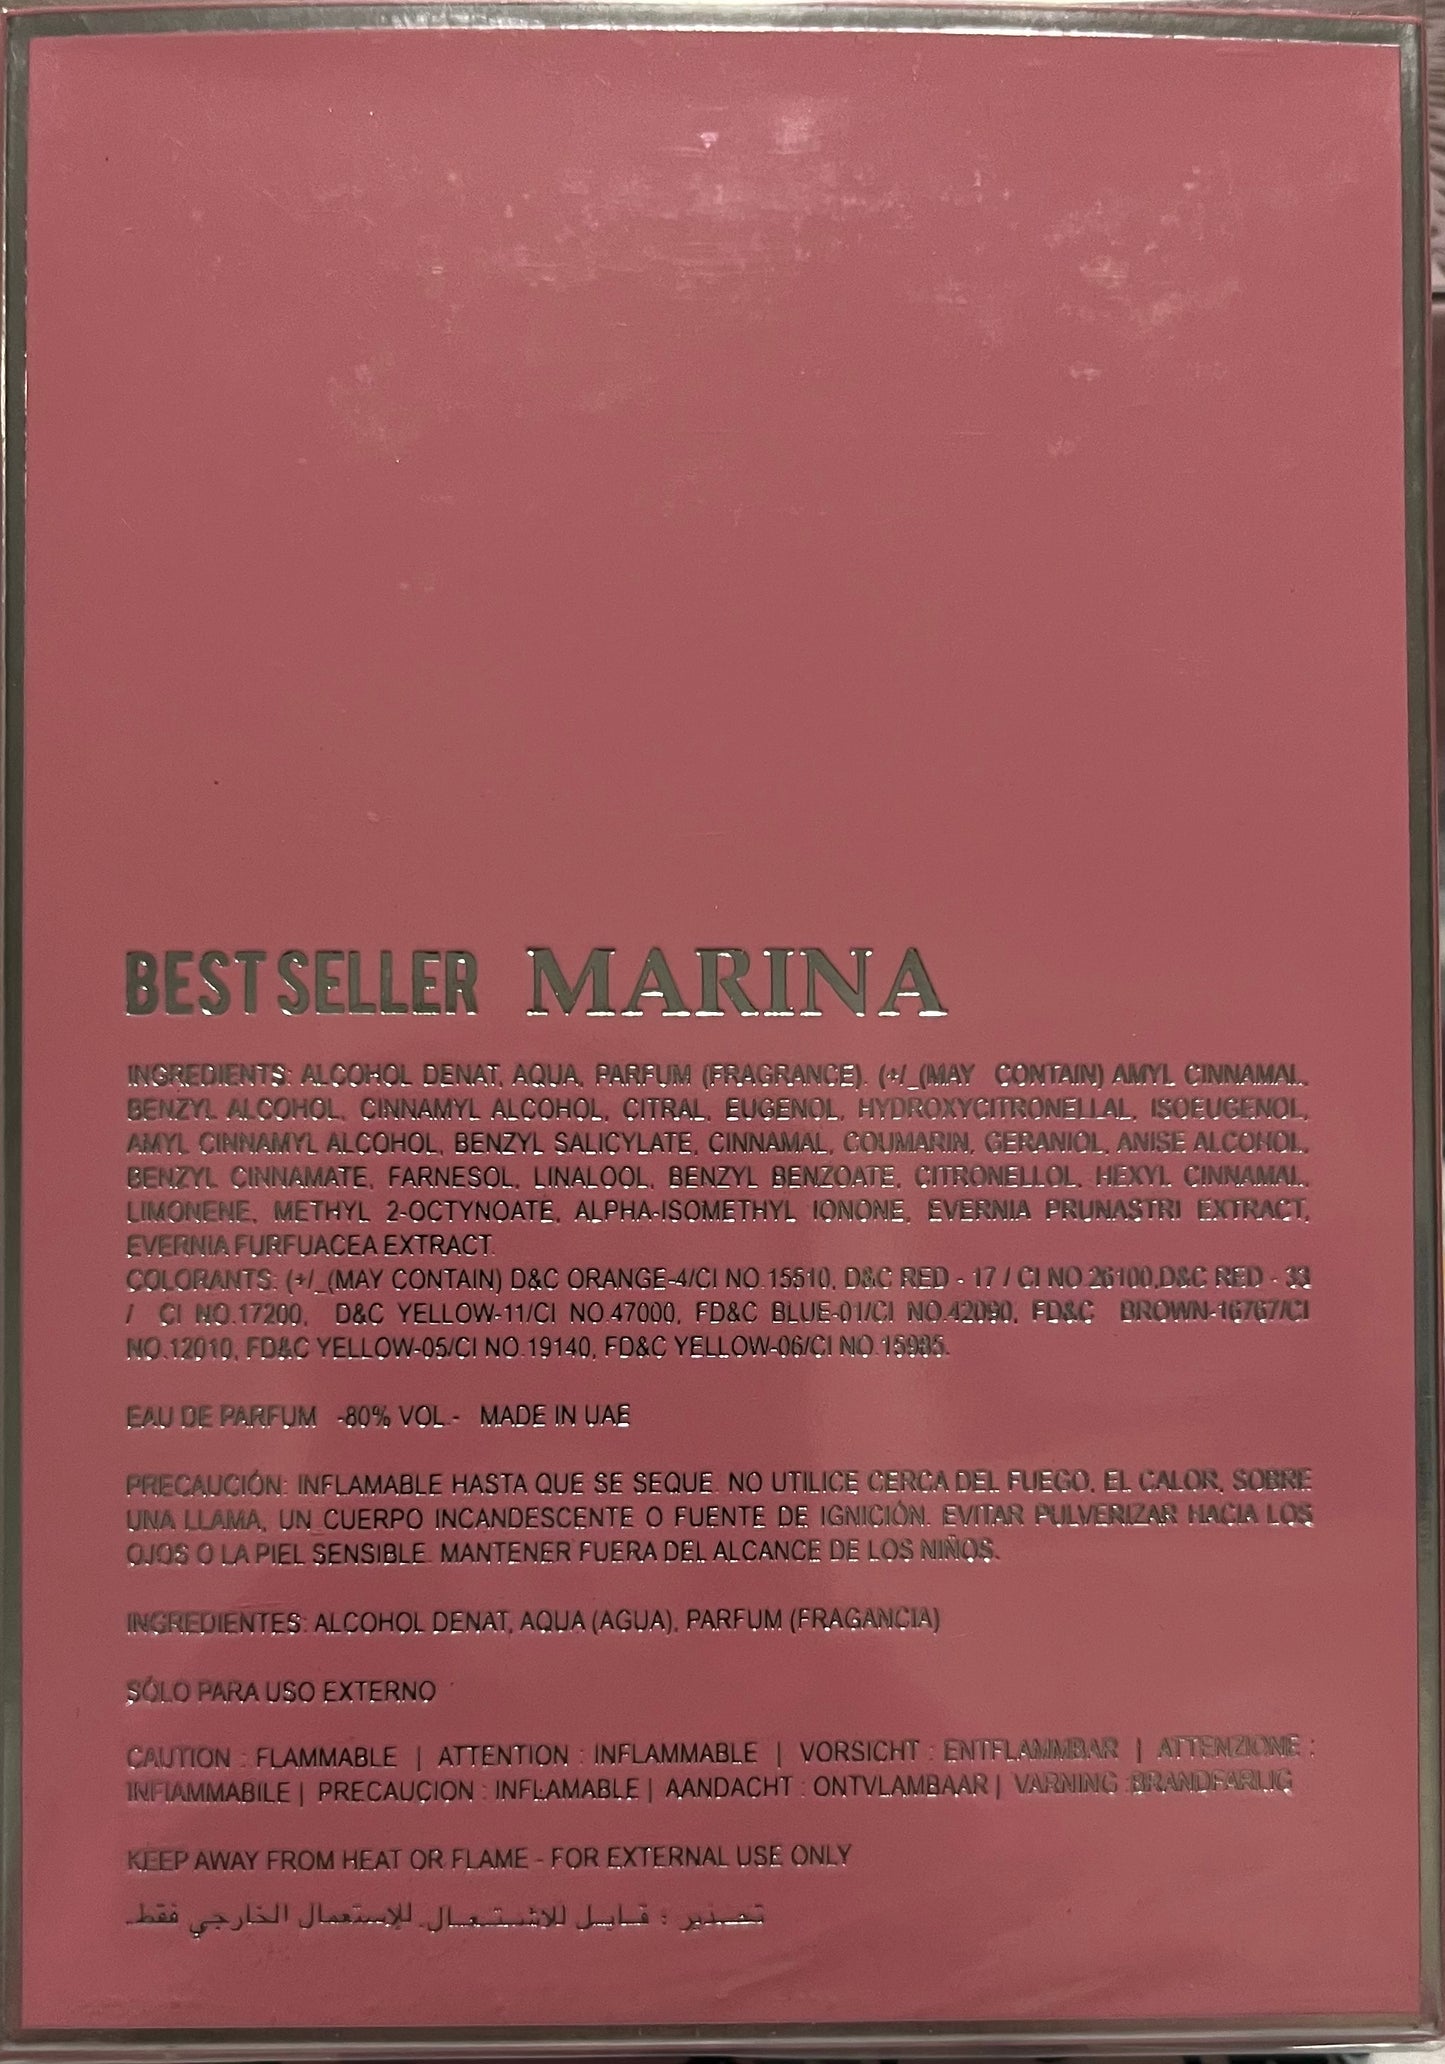 BEST SELLER MARINA
INGREDIENTS: ALCOHOL DENAT, AQUA, PARFUM (FRAGRANCE). (+/_(MAY CONTAIN) AMYL CINNAMAL,
BENZYL ALCOHOL, CINNAMYL ALCOHOL, CITRAL, EUGENOL, HYDROXYCITRONELLAL, ISOEUGENOL,
AMYL CINNAMYL ALCOHOL, BENZYL SALICYLATE, CINNAMAL, COUMARIN, GERANIOL, ANISE ALCOHOL,
BENZYL CINNAMATE, FARNESOL, LINALOOL, BENZYL BENZOATE, CITRONELLOL, HEXYL CINNAMAL,
LIMONENE, METHYL 2-OCTYNOATE, ALPHA-ISOMETHYL IONONE, EVERNIA PRUNASTRI EXTRACT,
EVERNIA FURFUACEA EXTRACT.
COLORANTS: (+/_(MAY CONTAIN) D&C ORANGE-4/CI NO.15510, D&C RED - 17 / CI NO.26100,D&C RED - 33
/ CI NO.17200, D&C YELLOW-11/CI NO.47000, FD&C BLUE-01/CI NO.42090, FD&C BROWN-16767/CI
NO.12010, FD&C YELLOW-05/CI NO.19140, FD&C YELLOW-06/CI NO.15985.
EAU DE PARFUM -80% VOL.- MADE IN UAE
PRECAUCIÓN: INFLAMABLE HASTA QUE SE SEQUE. NO UTILICE CERCA DEL FUEGO, EL CALOR, SOBRE
UNA LLAMA, UN CUERPO INCANDESCENTE O FUENTE DE IGNICIÓN. EVITAR PULVERIZAR HACIA LOS
OJOS O LA PIEL SENSIBLE. MANTENER FUERA DEL ALCANCE DE LOS NIÑOS.
INGREDIENTES: ALCOHOL DENAT, AQUA (AGUA), PARFUM (FRAGANCIA)
SÓLO PARA USO EXTERNO
CAUTION : FLAMMABLE | ATTENTION : INFLAMMABLE | VORSICHT : ENTFLAMMBAR | ATTENZIONE :
INFIAMMABILE | PRECAUCION : INFLAMABLE | AANDACHT : ONTVLAMBAAR | VARNING :BRANDFARLIG
KEEP AWAY FROM HEAT OR FLAME - FOR EXTERNAL USE ONLY
تحذير : قابل للاشتعال. للإستعمال الخارجي فقط.